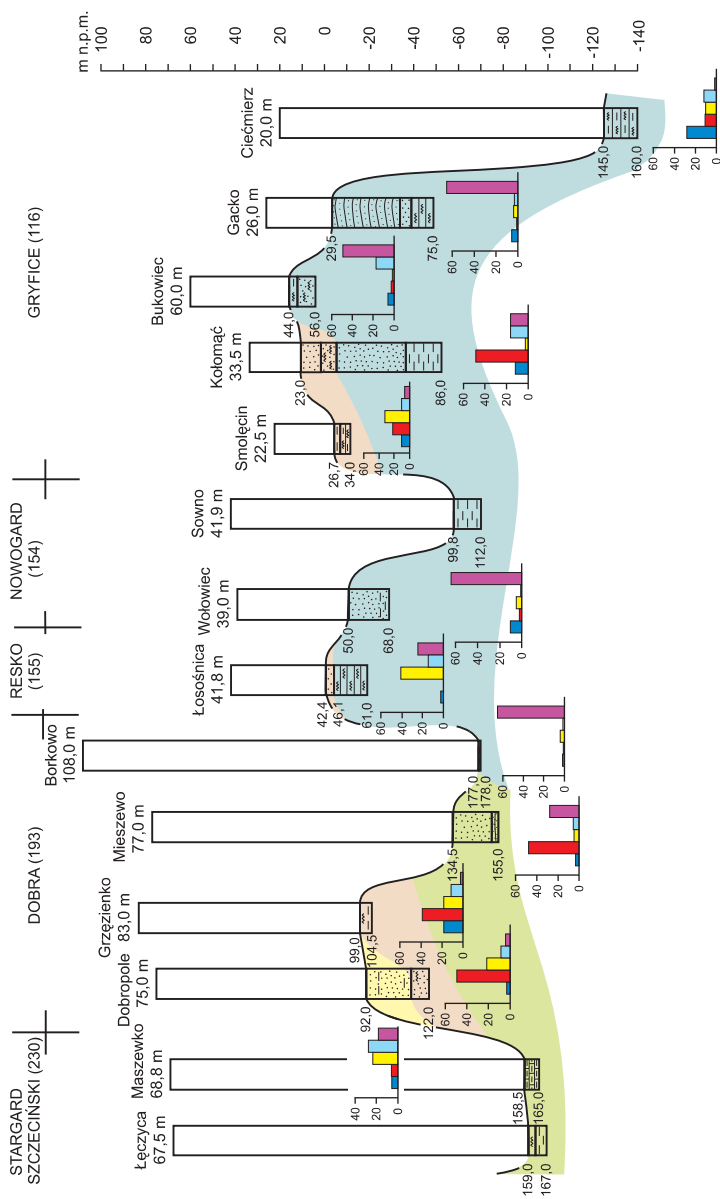 STARGARD
SZCZECIŃSKI (230)
DOBRA (193)
RESKO
(155)
NOWOGARD
(154)
GRYFICE (116)
m n.p.m.
100
80
60
40
20
0
-20
-40
-60
-80
-100
-120
-140
Łęczyca
67,5 m
159,0
167,0
Maszewko
68,8 m
158,5
165,0
40
20
0
Dobropole
75,0 m
92,0
122,0
60
40
20
0
Grzęzienko
83,0 m
99,0
104,5
60
40
20
0
Mieszewo
77,0 m
134,5
155,0
60
40
20
0
Borkowo
108,0 m
177,0
178,0
60
40
20
0
Łosośnica
41,8 m
42,4
46,1
61,0
60
40
20
0
Wołowiec
39,0 m
50,0
68,0
60
40
20
0
Sowno
41,9 m
99,8
112,0
Smolęcin
22,5 m
26,7
34,0
60
40
20
0
Kołomąć
33,5 m
23,0
86,0
60
40
20
0
Bukowiec
60,0 m
44,0
56,0
60
40
20
0
Gacko
26,0 m
29,5
75,0
60
40
20
0
Ciećmierz
20,0 m
145,0
160,0
60
40
20
0